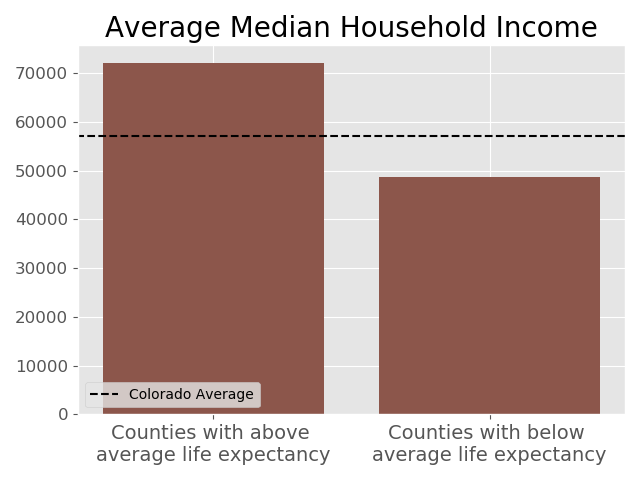 Average Median Household Income
70000
60000
50000
40000
30000
20000
10000
0
Colorado Average
Counties with above
average life expectancy
Counties with below
average life expectancy